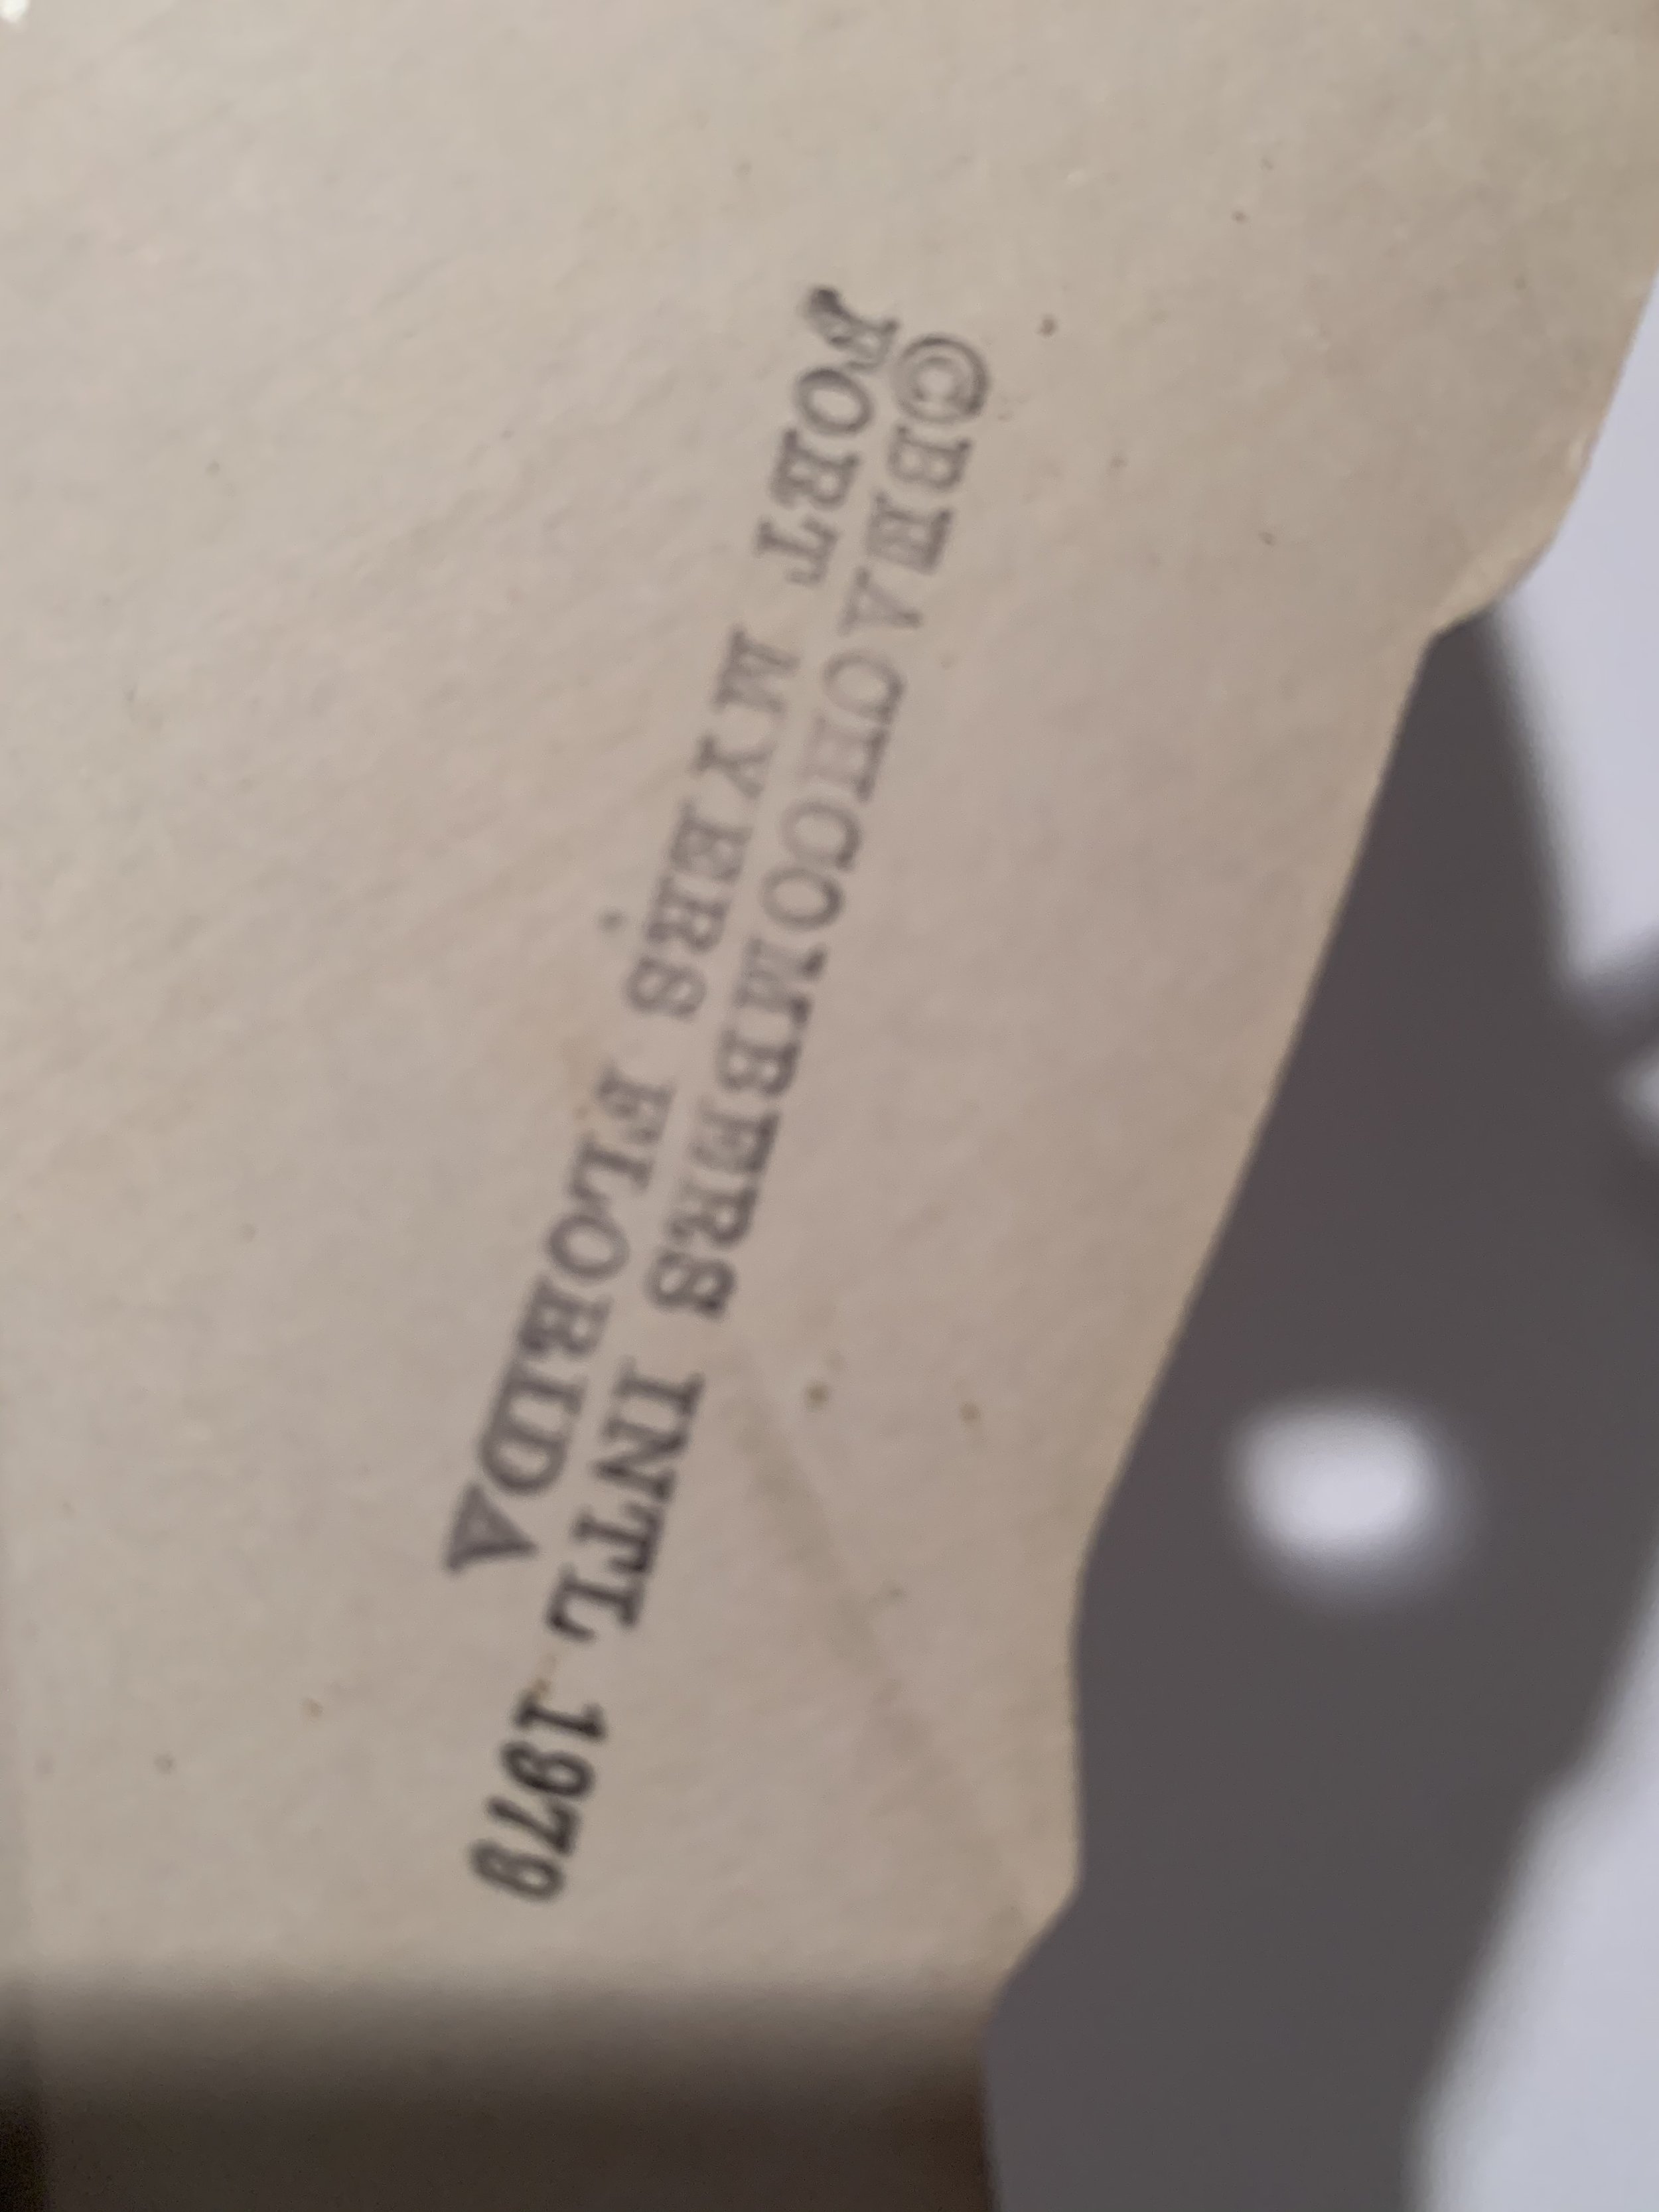 ©BEACHCOMBERS INTL 1979
FORT MYERS FLORIDA